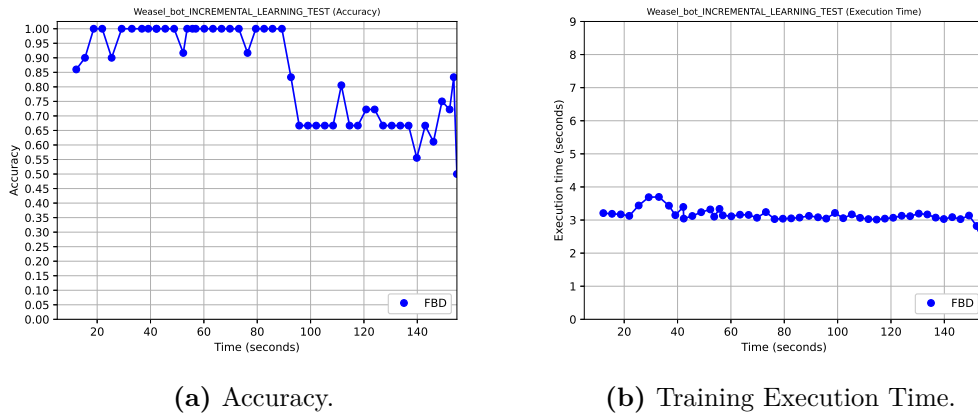 Weasel_bot_INCREMENTAL_LEARNING_TEST (Accuracy)
1.00
0.95
0.90
0.85
0.80
0.75
0.70
0.65
0.60
0.55
0.50
0.45
0.40
0.35
0.30
0.25
0.20
0.15
0.10
0.05
0.00
Accuracy
20 40 60 80 100 120 140
Time (seconds)
FBD
(a) Accuracy.
Weasel_bot_INCREMENTAL_LEARNING_TEST (Execution Time)
9
8
7
6
5
4
3
2
1
0
Execution time (seconds)
20 40 60 80 100 120 140
Time (seconds)
FBD
(b) Training Execution Time.